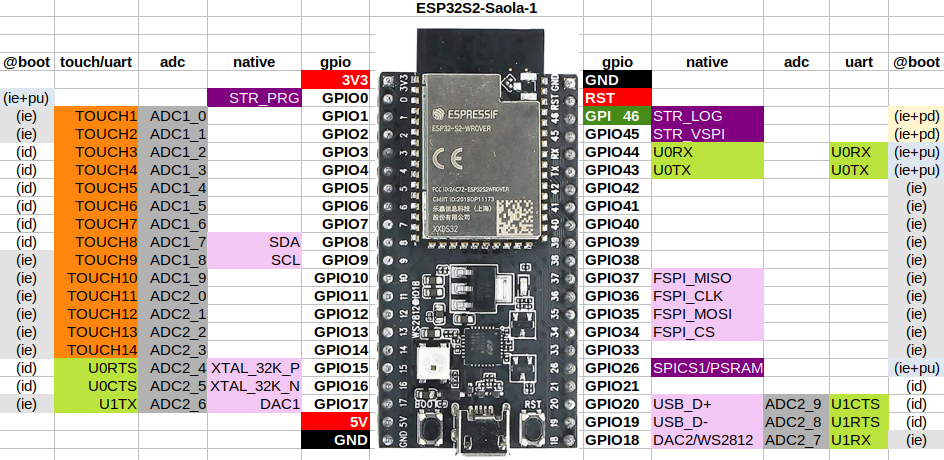 ESP32S2-Saola-1
@boot touch/uart adc native gpio gpio native adc uart @boot
3V3 GND
(ie+pu) STR_PRG GPIO0 RST
(ie) TOUCH1 ADC1_0 GPIO1 GPI 46 STR_LOG (ie+pd)
(ie) TOUCH2 ADC1_1 GPIO2 GPIO45 STR_VSPI (ie+pd)
(id) TOUCH3 ADC1_2 GPIO3 GPIO44 U0RX U0RX (ie+pu)
(id) TOUCH4 ADC1_3 GPIO4 GPIO43 U0TX U0TX (ie+pu)
(id) TOUCH5 ADC1_4 GPIO5 GPIO42 (ie)
(id) TOUCH6 ADC1_5 GPIO6 GPIO41 (ie)
(id) TOUCH7 ADC1_6 GPIO7 GPIO40 (ie)
(id) TOUCH8 ADC1_7 SDA GPIO8 GPIO39 (ie)
(ie) TOUCH9 ADC1_8 SCL GPIO9 GPIO38 (ie)
(ie) TOUCH10 ADC1_9 GPIO10 GPIO37 FSPI_MISO (ie)
(ie) TOUCH11 ADC2_0 GPIO11 GPIO36 FSPI_CLK (ie)
(ie) TOUCH12 ADC2_1 GPIO12 GPIO35 FSPI_MOSI (ie)
(ie) TOUCH13 ADC2_2 GPIO13 GPIO34 FSPI_CS (ie)
(ie) TOUCH14 ADC2_3 GPIO14 GPIO33 (ie)
(id) U0RTS ADC2_4 XTAL_32K_P GPIO15 GPIO26 SPICS1/PSRAM (ie+pu)
(id) U0CTS ADC2_5 XTAL_32K_N GPIO16 GPIO21 (id)
(ie) U1TX ADC2_6 DAC1 GPIO17 GPIO20 USB_D+ ADC2_9 U1CTS (id)
5V GPIO19 USB_D- ADC2_8 U1RTS (id)
GND GPIO18 DAC2/WS2812 ADC2_7 U1RX (ie)
ESPRESSIF
ESP32-S2-WROVER
CE
FCC ID:2AC7Z-ESP32S2WROVER
CMIIT ID:2019DP11173
乐鑫信息科技（上海）
股份有限公司
XX0S32
3V3 0 1 2 3 4 5 6 7 8 9 10 11 12 13 14 15 16 17 5V GND
GND RST 46 45 RX TX 42 41 40 39 38 37 36 35 34 33 26 21 20 19 18
WS2812 IO18
BOOT
RST